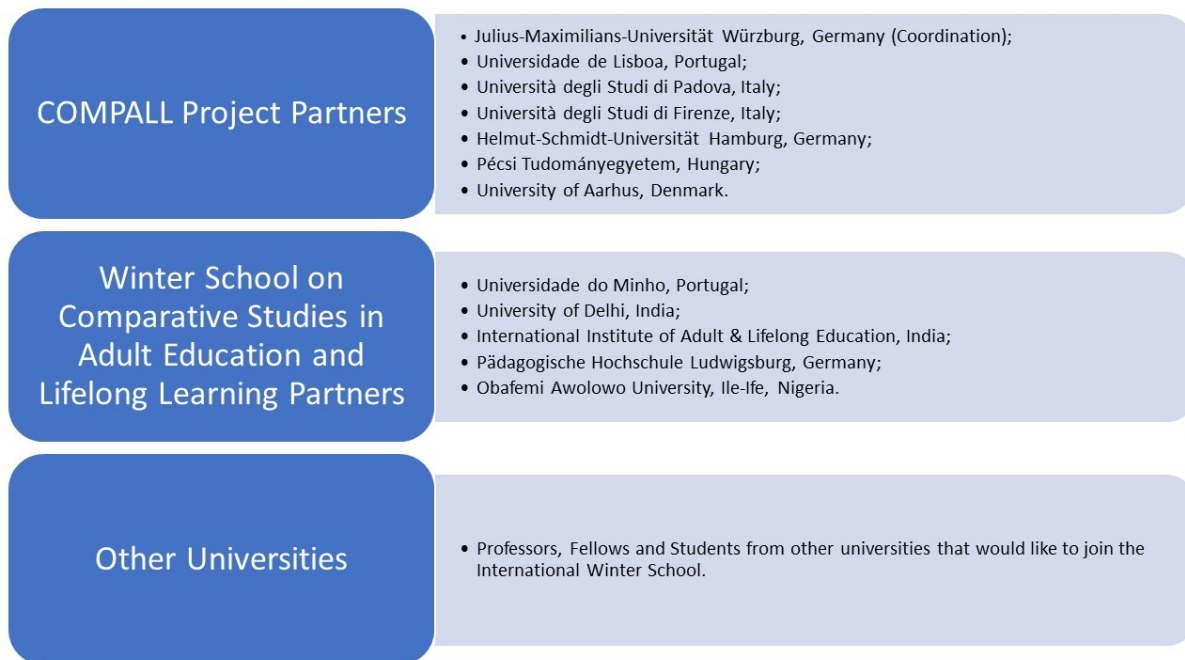 COMPALL Project Partners
• Julius-Maximilians-Universität Würzburg, Germany (Coordination);
• Universidade de Lisboa, Portugal;
• Università degli Studi di Padova, Italy;
• Università degli Studi di Firenze, Italy;
• Helmut-Schmidt-Universität Hamburg, Germany;
• Pécsi Tudományegyetem, Hungary;
• University of Aarhus, Denmark.
Winter School on
Comparative Studies in
Adult Education and
Lifelong Learning Partners
• Universidade do Minho, Portugal;
• University of Delhi, India;
• International Institute of Adult & Lifelong Education, India;
• Pädagogische Hochschule Ludwigsburg, Germany;
• Obafemi Awolowo University, Ile-Ife, Nigeria.
Other Universities
• Professors, Fellows and Students from other universities that would like to join the
International Winter School.